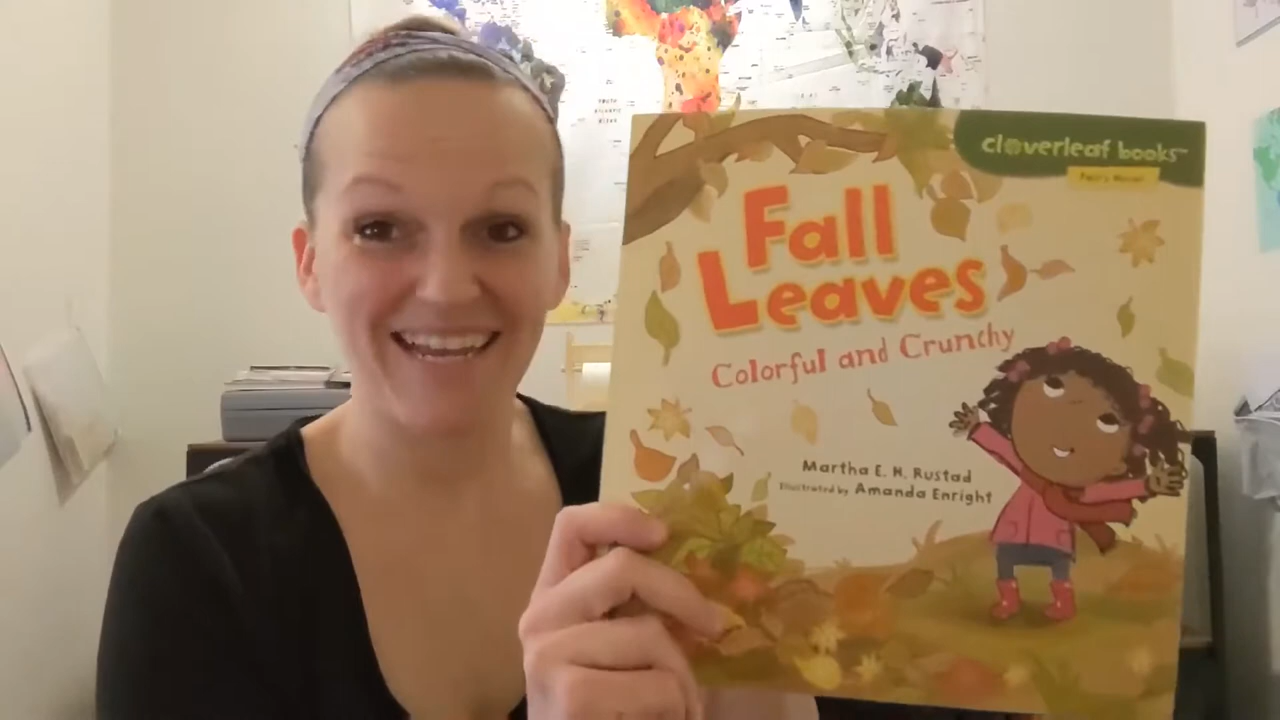 cloverleaf books™
Fall
Leaves
Colorful and Crunchy
Martha E. H. Rustad
Illustrated by Amanda Enright